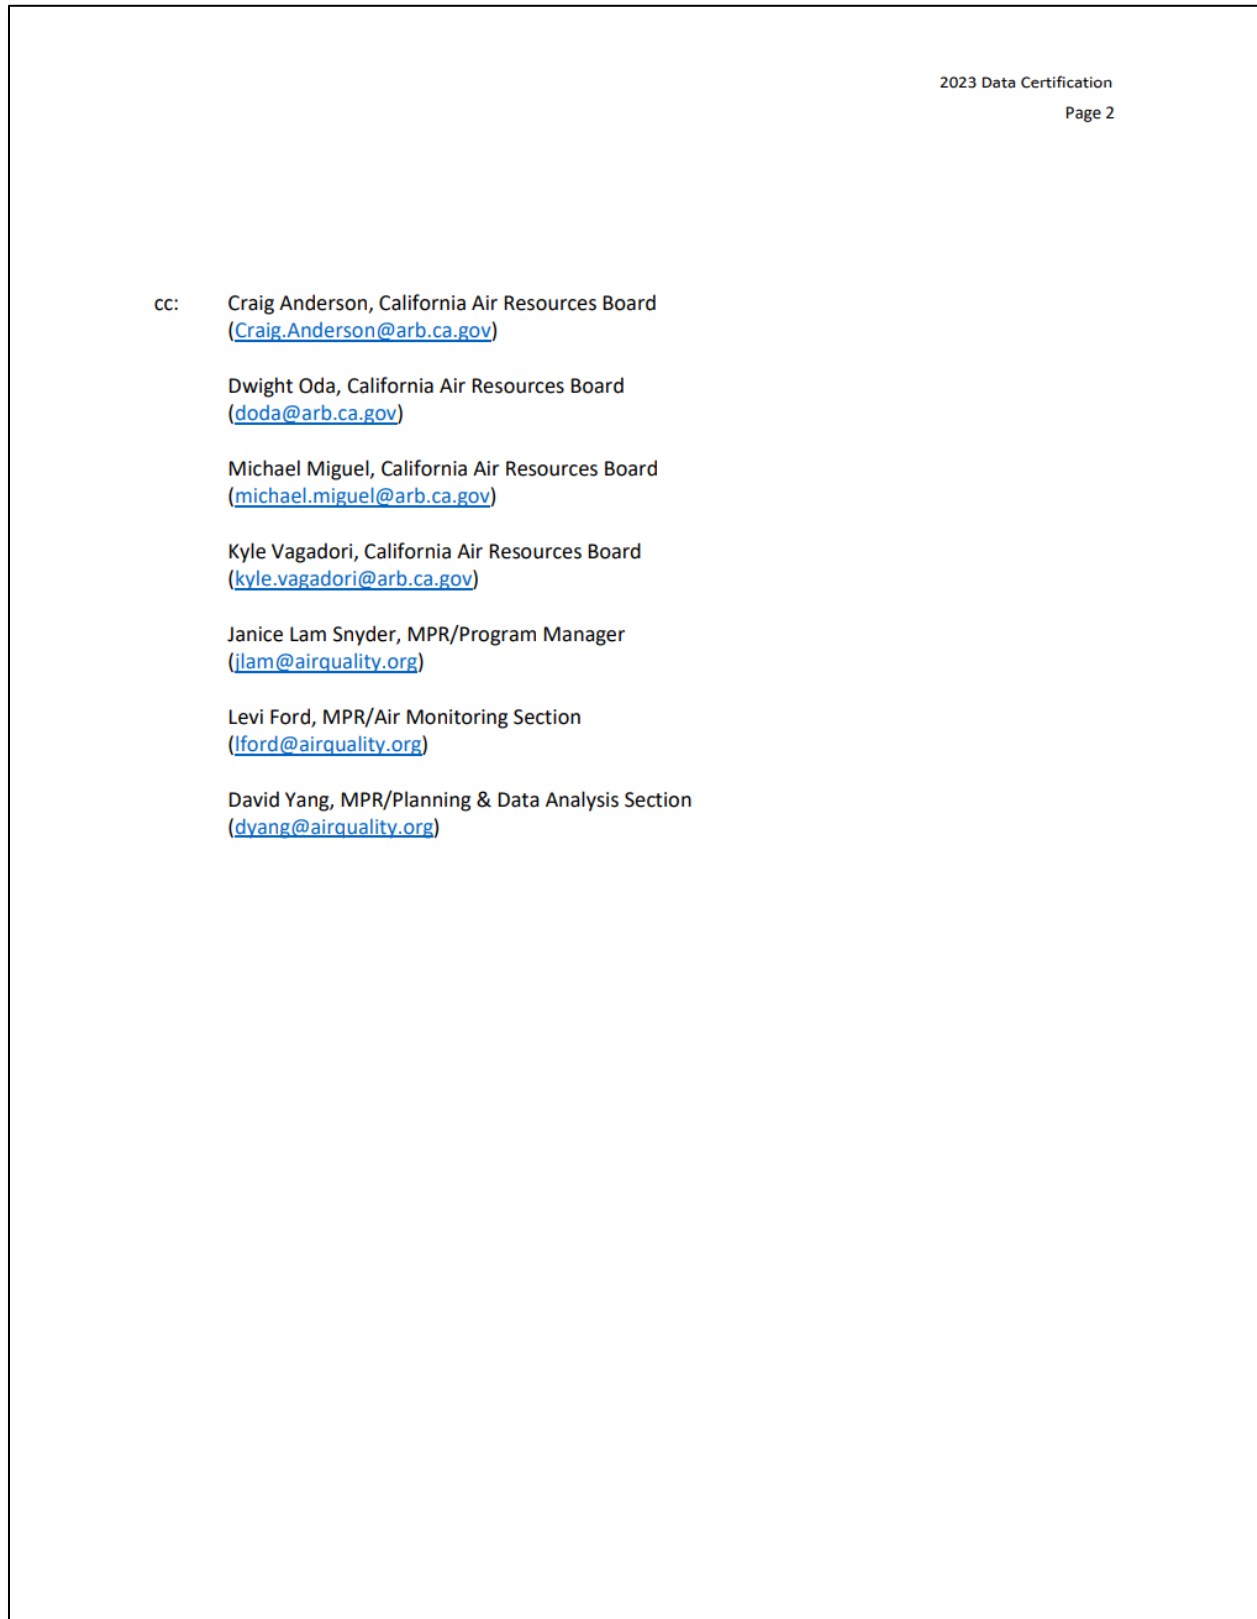 2023 Data Certification
Page 2
cc: Craig Anderson, California Air Resources Board
(Craig.Anderson@arb.ca.gov)
Dwight Oda, California Air Resources Board
(doda@arb.ca.gov)
Michael Miguel, California Air Resources Board
(michael.miguel@arb.ca.gov)
Kyle Vagadori, California Air Resources Board
(kyle.vagadori@arb.ca.gov)
Janice Lam Snyder, MPR/Program Manager
(jlam@airquality.org)
Levi Ford, MPR/Air Monitoring Section
(lford@airquality.org)
David Yang, MPR/Planning & Data Analysis Section
(dyang@airquality.org)